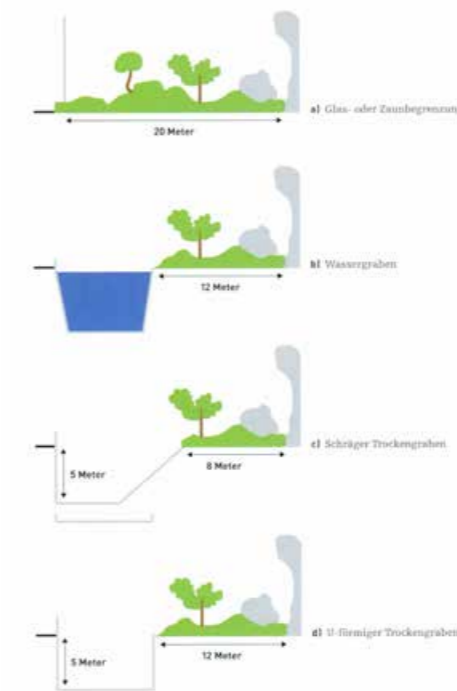 a) Glas- oder Zaunbegrenzung
20 Meter
b) Wassergraben
12 Meter
c) Schräger Trockengraben
8 Meter
5 Meter
d) U-förmiger Trockengraben
12 Meter
5 Meter